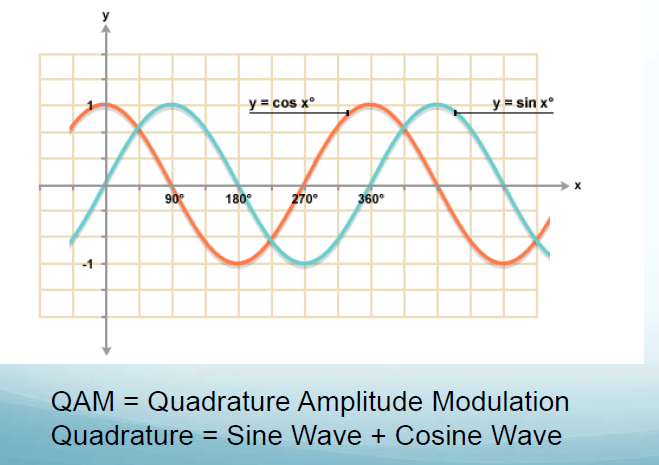 y
1
y = cos x°
y = sin x°
x
90°
180°
270°
360°
-1
QAM = Quadrature Amplitude Modulation
Quadrature = Sine Wave + Cosine Wave